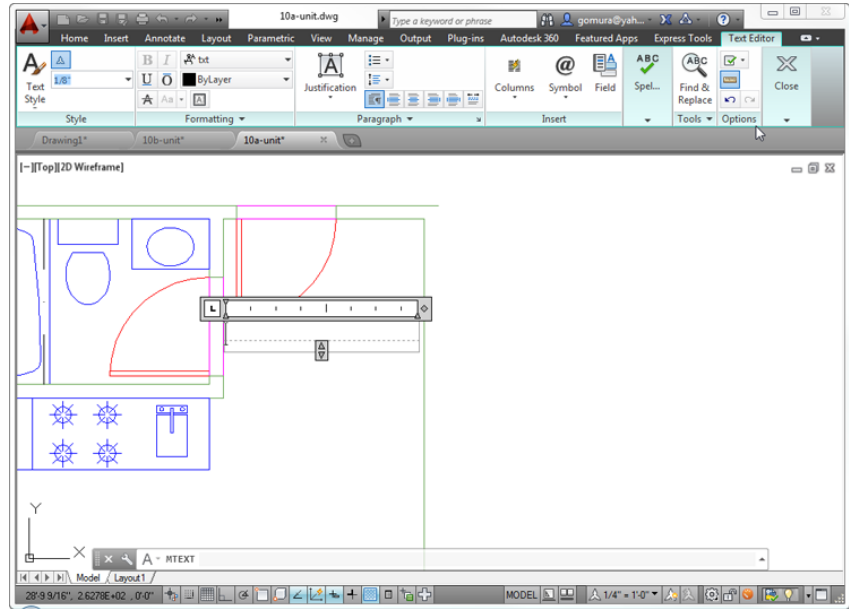 10a-unit.dwg
Type a keyword or phrase
gomura@yah...
Home Insert Annotate Layout Parametric View Manage Output Plug-ins Autodesk 360 Featured Apps Express Tools Text Editor
A A B I txt ABC ABC
1/8" U O ByLayer @
Text Style
A Aa A
Justification
Columns Symbol Field Spel... Find & Replace Close
Style Formatting Paragraph Insert Tools Options
Drawing1* 10b-unit* 10a-unit*
[−][Top][2D Wireframe]
L
Y
X
A MTEXT
Model Layout1
28'-9 9/16", 2.6278E+02 , 0'-0" MODEL 1/4" = 1'-0"